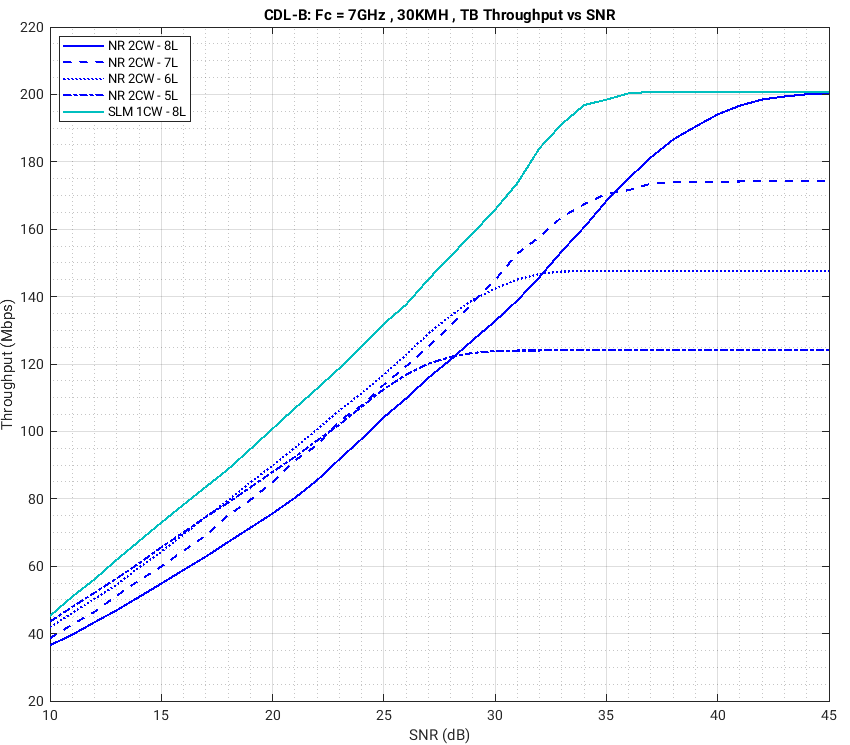 CDL-B: Fc = 7GHz , 30KMH , TB Throughput vs SNR
220
200
180
160
140
120
100
80
60
40
20
Throughput (Mbps)
NR 2CW - 8L
NR 2CW - 7L
NR 2CW - 6L
NR 2CW - 5L
SLM 1CW - 8L
10 15 20 25 30 35 40 45
SNR (dB)